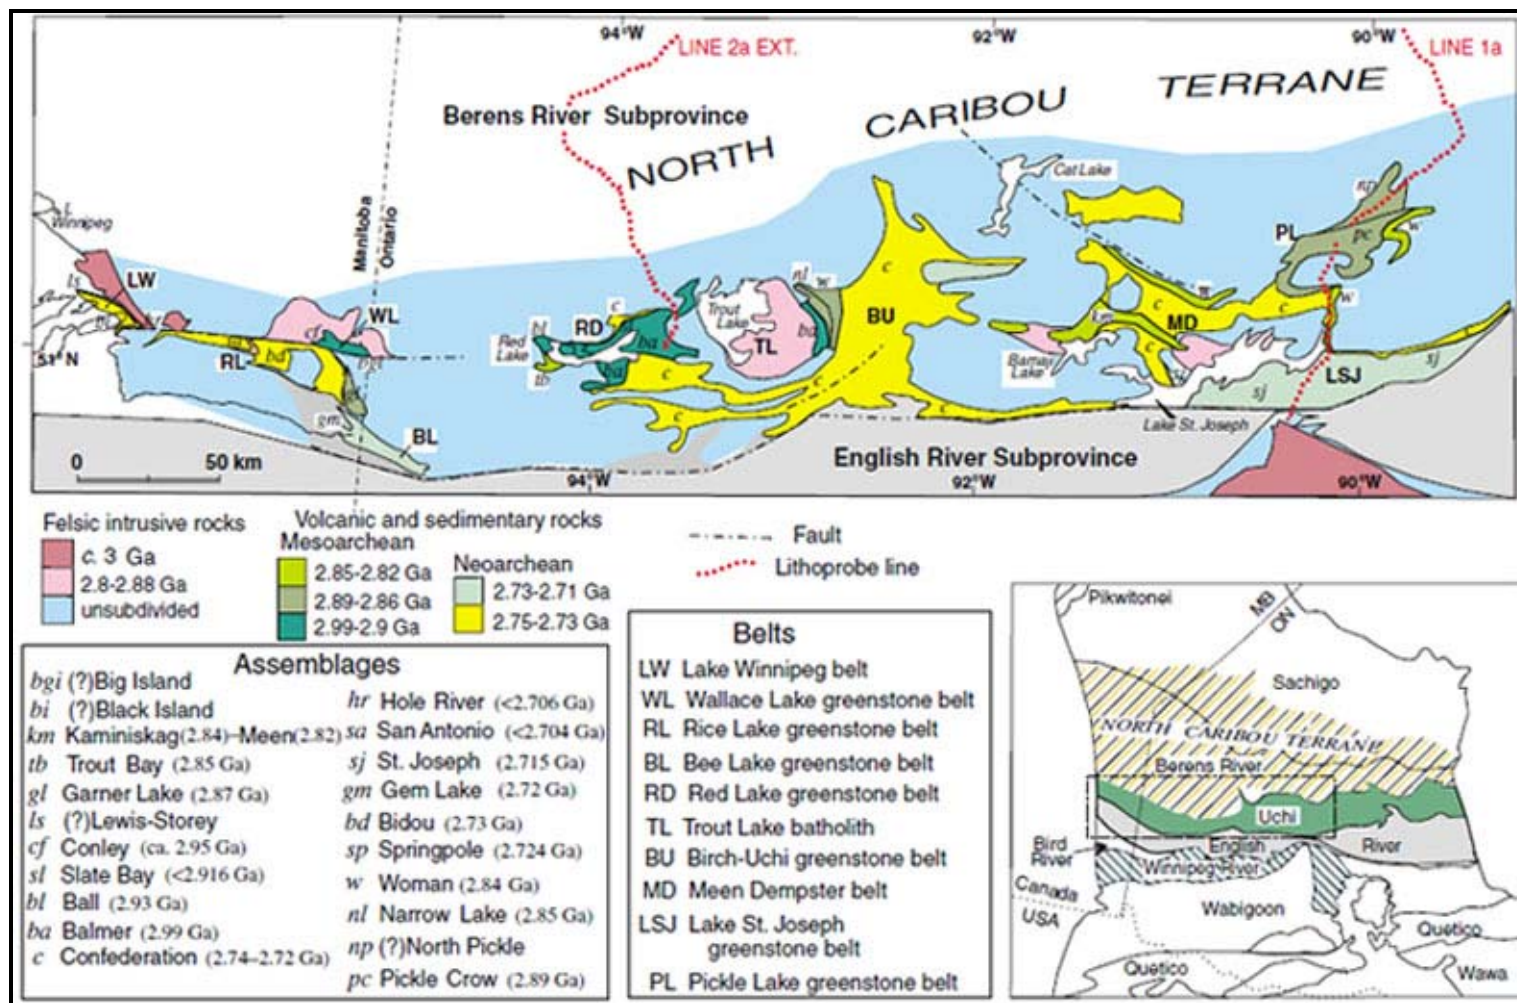 94°W
92°W
90°W
LINE 2a EXT.
LINE 1a
Berens River Subprovince
NORTH CARIBOU TERRANE
Cat Lake
L.
Winnipeg
Manitoba
Ontario
np
PL
pc
w
ls
LW
hr
WL
cf
bgi
51° N
RL
bd
gm
BL
bl
Red
Lake
tb
RD
c
ba
ba
c
c
Trout
Lake
TL
nl
w
ba
c
BU
c
c
c
km
c
MD
c
c
w
LSJ
sj
sj
c
Lake St. Joseph
0 50 km
94°W
92°W
90°W
English River Subprovince
Felsic intrusive rocks
c. 3 Ga
2.8-2.88 Ga
unsubdivided
Volcanic and sedimentary rocks
Mesoarchean
2.85-2.82 Ga
2.89-2.86 Ga
2.99-2.9 Ga
Neoarchean
2.73-2.71 Ga
2.75-2.73 Ga
Fault
Lithoprobe line
Assemblages
bgi (?)Big Island
bi (?)Black Island
km Kaminiskag(2.84)–Meen(2.82)
tb Trout Bay (2.85 Ga)
gl Garner Lake (2.87 Ga)
ls (?)Lewis-Storey
cf Conley (ca. 2.95 Ga)
sl Slate Bay (<2.916 Ga)
bl Ball (2.93 Ga)
ba Balmer (2.99 Ga)
c Confederation (2.74–2.72 Ga)
hr Hole River (<2.706 Ga)
sa San Antonio (<2.704 Ga)
sj St. Joseph (2.715 Ga)
gm Gem Lake (2.72 Ga)
bd Bidou (2.73 Ga)
sp Springpole (2.724 Ga)
w Woman (2.84 Ga)
nl Narrow Lake (2.85 Ga)
np (?)North Pickle
pc Pickle Crow (2.89 Ga)
Belts
LW Lake Winnipeg belt
WL Wallace Lake greenstone belt
RL Rice Lake greenstone belt
BL Bee Lake greenstone belt
RD Red Lake greenstone belt
TL Trout Lake batholith
BU Birch-Uchi greenstone belt
MD Meen Dempster belt
LSJ Lake St. Joseph
greenstone belt
PL Pickle Lake greenstone belt
Pikwitonei
MB
ON
Sachigo
NORTH CARIBOU TERRANE
Berens River
Uchi
Bird
River
English River
Winnipeg River
Canada
USA
Wabigoon
Quetico
Quetico
Wawa